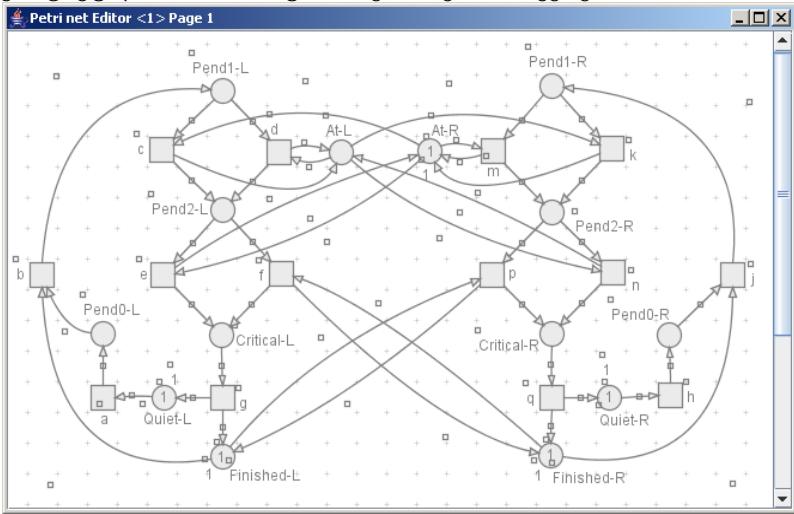 Petri net Editor <1> Page 1
Pend1-L
Pend1-R
d
At-L
At-R
c
1
1
m
k
Pend2-L
Pend2-R
b
e
f
p
n
j
Pend0-L
Pend0-R
Critical-L
Critical-R
1
1
1
g
q
1
h
a
Quiet-L
Quiet-R
1
1
1
Finished-L
1
Finished-R